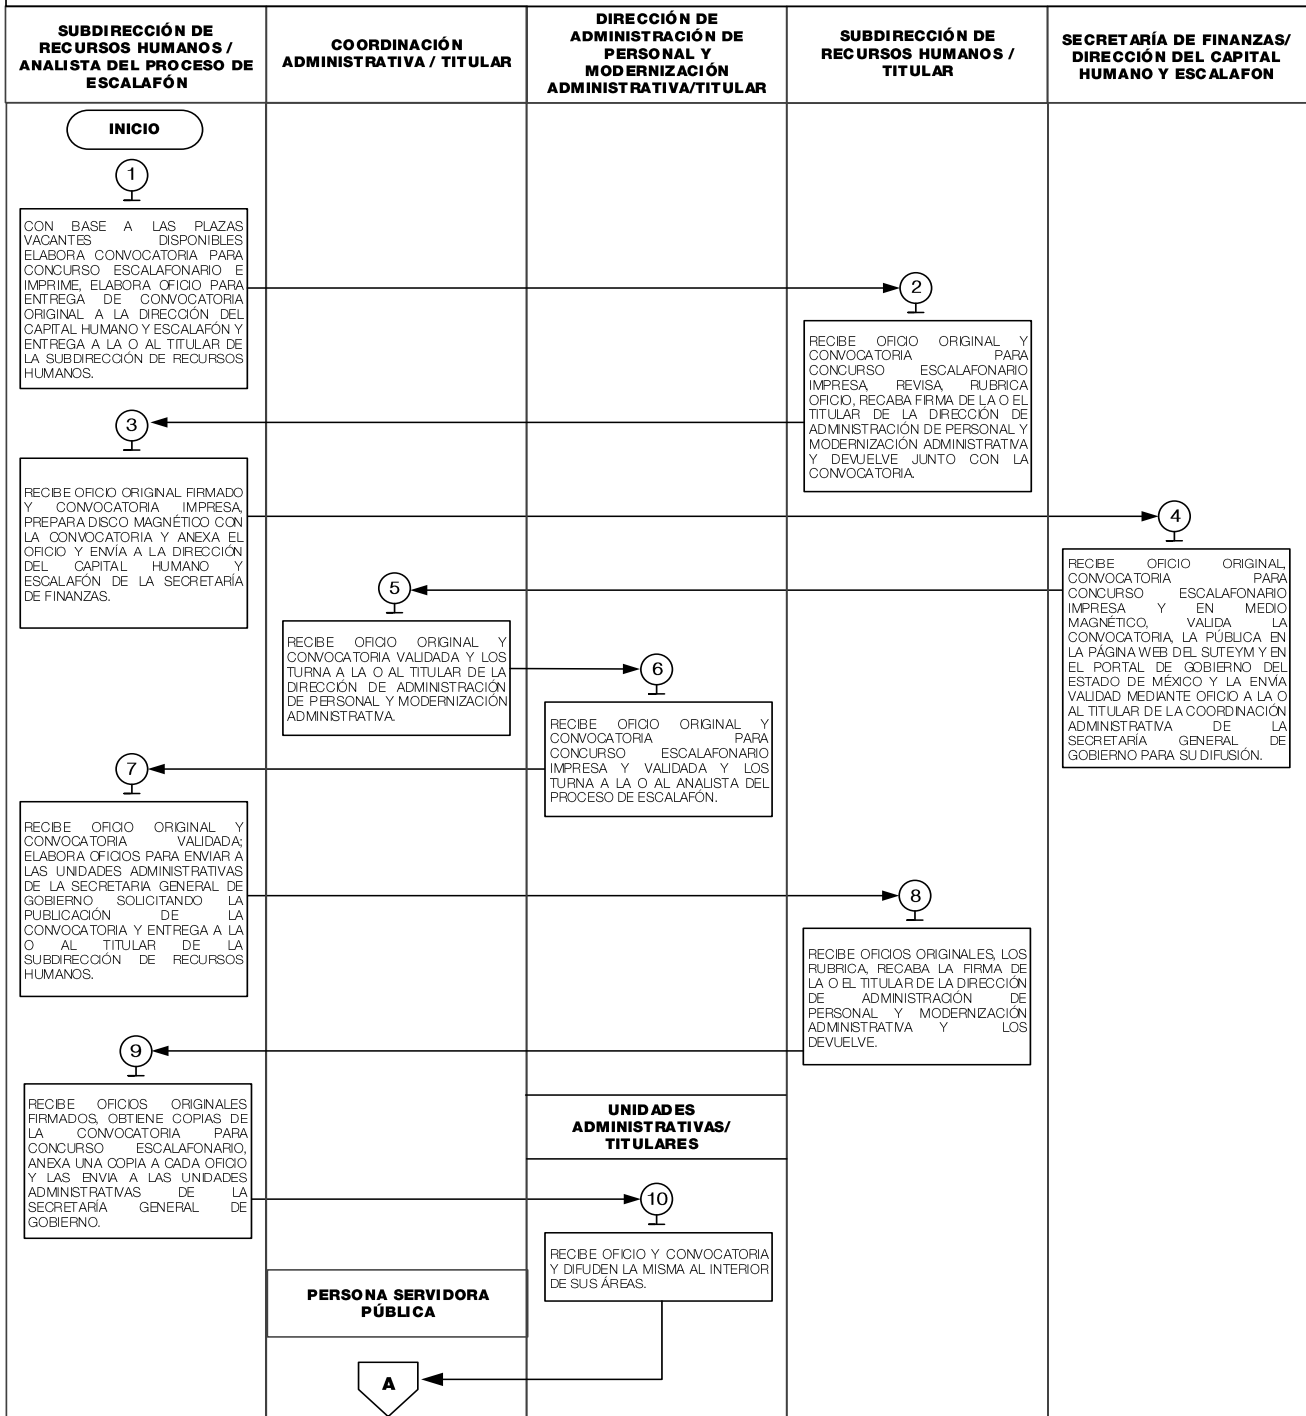 SUBDIRECCIÓN DE
RECURSOS HUMANOS /
ANALISTA DEL PROCESO DE
ESCALAFÓN
COORDINACIÓN
ADMINISTRATIVA / TITULAR
DIRECCIÓN DE
ADMINISTRACIÓN DE
PERSONAL Y
MODERNIZACIÓN
ADMINISTRATIVA/TITULAR
SUBDIRECCIÓN DE
RECURSOS HUMANOS /
TITULAR
SECRETARÍA DE FINANZAS/
DIRECCIÓN DEL CAPITAL
HUMANO Y ESCALAFON
INICIO
1
CON BASE A LAS PLAZAS
VACANTES DISPONIBLES
ELABORA CONVOCATORIA PARA
CONCURSO ESCALAFONARIO E
IMPRIME, ELABORA OFICIO PARA
ENTREGA DE CONVOCATORIA
ORIGINAL A LA DIRECCIÓN DEL
CAPITAL HUMANO Y ESCALAFÓN Y
ENTREGA A LA O AL TITULAR DE
LA SUBDIRECCIÓN DE RECURSOS
HUMANOS.
2
RECIBE OFICIO ORIGINAL Y
CONVOCATORIA PARA
CONCURSO ESCALAFONARIO
IMPRESA, REVISA, RUBRICA
OFICIO, RECABA FIRMA DE LA O EL
TITULAR DE LA DIRECCIÓN DE
ADMINISTRACIÓN DE PERSONAL Y
MODERNIZACIÓN ADMINISTRATIVA
Y DEVUELVE JUNTO CON LA
CONVOCATORIA.
3
RECIBE OFICIO ORIGINAL FIRMADO
Y CONVOCATORIA IMPRESA,
PREPARA DISCO MAGNÉTICO CON
LA CONVOCATORIA Y ANEXA EL
OFICIO Y ENVÍA A LA DIRECCIÓN
DEL CAPITAL HUMANO Y
ESCALAFÓN DE LA SECRETARÍA
DE FINANZAS.
4
RECIBE OFICIO ORIGINAL,
CONVOCATORIA PARA
CONCURSO ESCALAFONARIO
IMPRESA Y EN MEDIO
MAGNÉTICO, VALIDA LA
CONVOCATORIA, LA PÚBLICA EN
LA PÁGINA WEB DEL SUTEYM Y EN
EL PORTAL DE GOBIERNO DEL
ESTADO DE MÉXICO Y LA ENVÍA
VALIDAD MEDIANTE OFICIO A LA O
AL TITULAR DE LA COORDINACIÓN
ADMINISTRATIVA DE LA
SECRETARÍA GENERAL DE
GOBIERNO PARA SU DIFUSIÓN.
5
RECIBE OFICIO ORIGINAL Y
CONVOCATORIA VALIDADA Y LOS
TURNA A LA O AL TITULAR DE LA
DIRECCIÓN DE ADMINISTRACIÓN
DE PERSONAL Y MODERNIZACIÓN
ADMINISTRATIVA.
6
RECIBE OFICIO ORIGINAL Y
CONVOCATORIA PARA
CONCURSO ESCALAFONARIO
IMPRESA Y VALIDADA Y LOS
TURNA A LA O AL ANALISTA DEL
PROCESO DE ESCALAFÓN.
7
RECIBE OFICIO ORIGINAL Y
CONVOCATORIA VALIDADA;
ELABORA OFICIOS PARA ENVIAR A
LAS UNIDADES ADMINISTRATIVAS
DE LA SECRETARIA GENERAL DE
GOBIERNO SOLICITANDO LA
PUBLICACIÓN DE LA
CONVOCATORIA Y ENTREGA A LA
O AL TITULAR DE LA
SUBDIRECCIÓN DE RECURSOS
HUMANOS.
8
RECIBE OFICIOS ORIGINALES, LOS
RUBRICA, RECABA LA FIRMA DE
LA O EL TITULAR DE LA DIRECCIÓN
DE ADMINISTRACIÓN DE
PERSONAL Y MODERNIZACIÓN
ADMINISTRATIVA Y LOS
DEVUELVE.
9
RECIBE OFICIOS ORIGINALES
FIRMADOS, OBTIENE COPIAS DE
LA CONVOCATORIA PARA
CONCURSO ESCALAFONARIO,
ANEXA UNA COPIA A CADA OFICIO
Y LAS ENVIA A LAS UNIDADES
ADMINISTRATIVAS DE LA
SECRETARÍA GENERAL DE
GOBIERNO.
UNIDADES
ADMINISTRATIVAS/
TITULARES
10
RECIBE OFICIO Y CONVOCATORIA
Y DIFUDEN LA MISMA AL INTERIOR
DE SUS ÁREAS.
PERSONA SERVIDORA
PÚBLICA
A